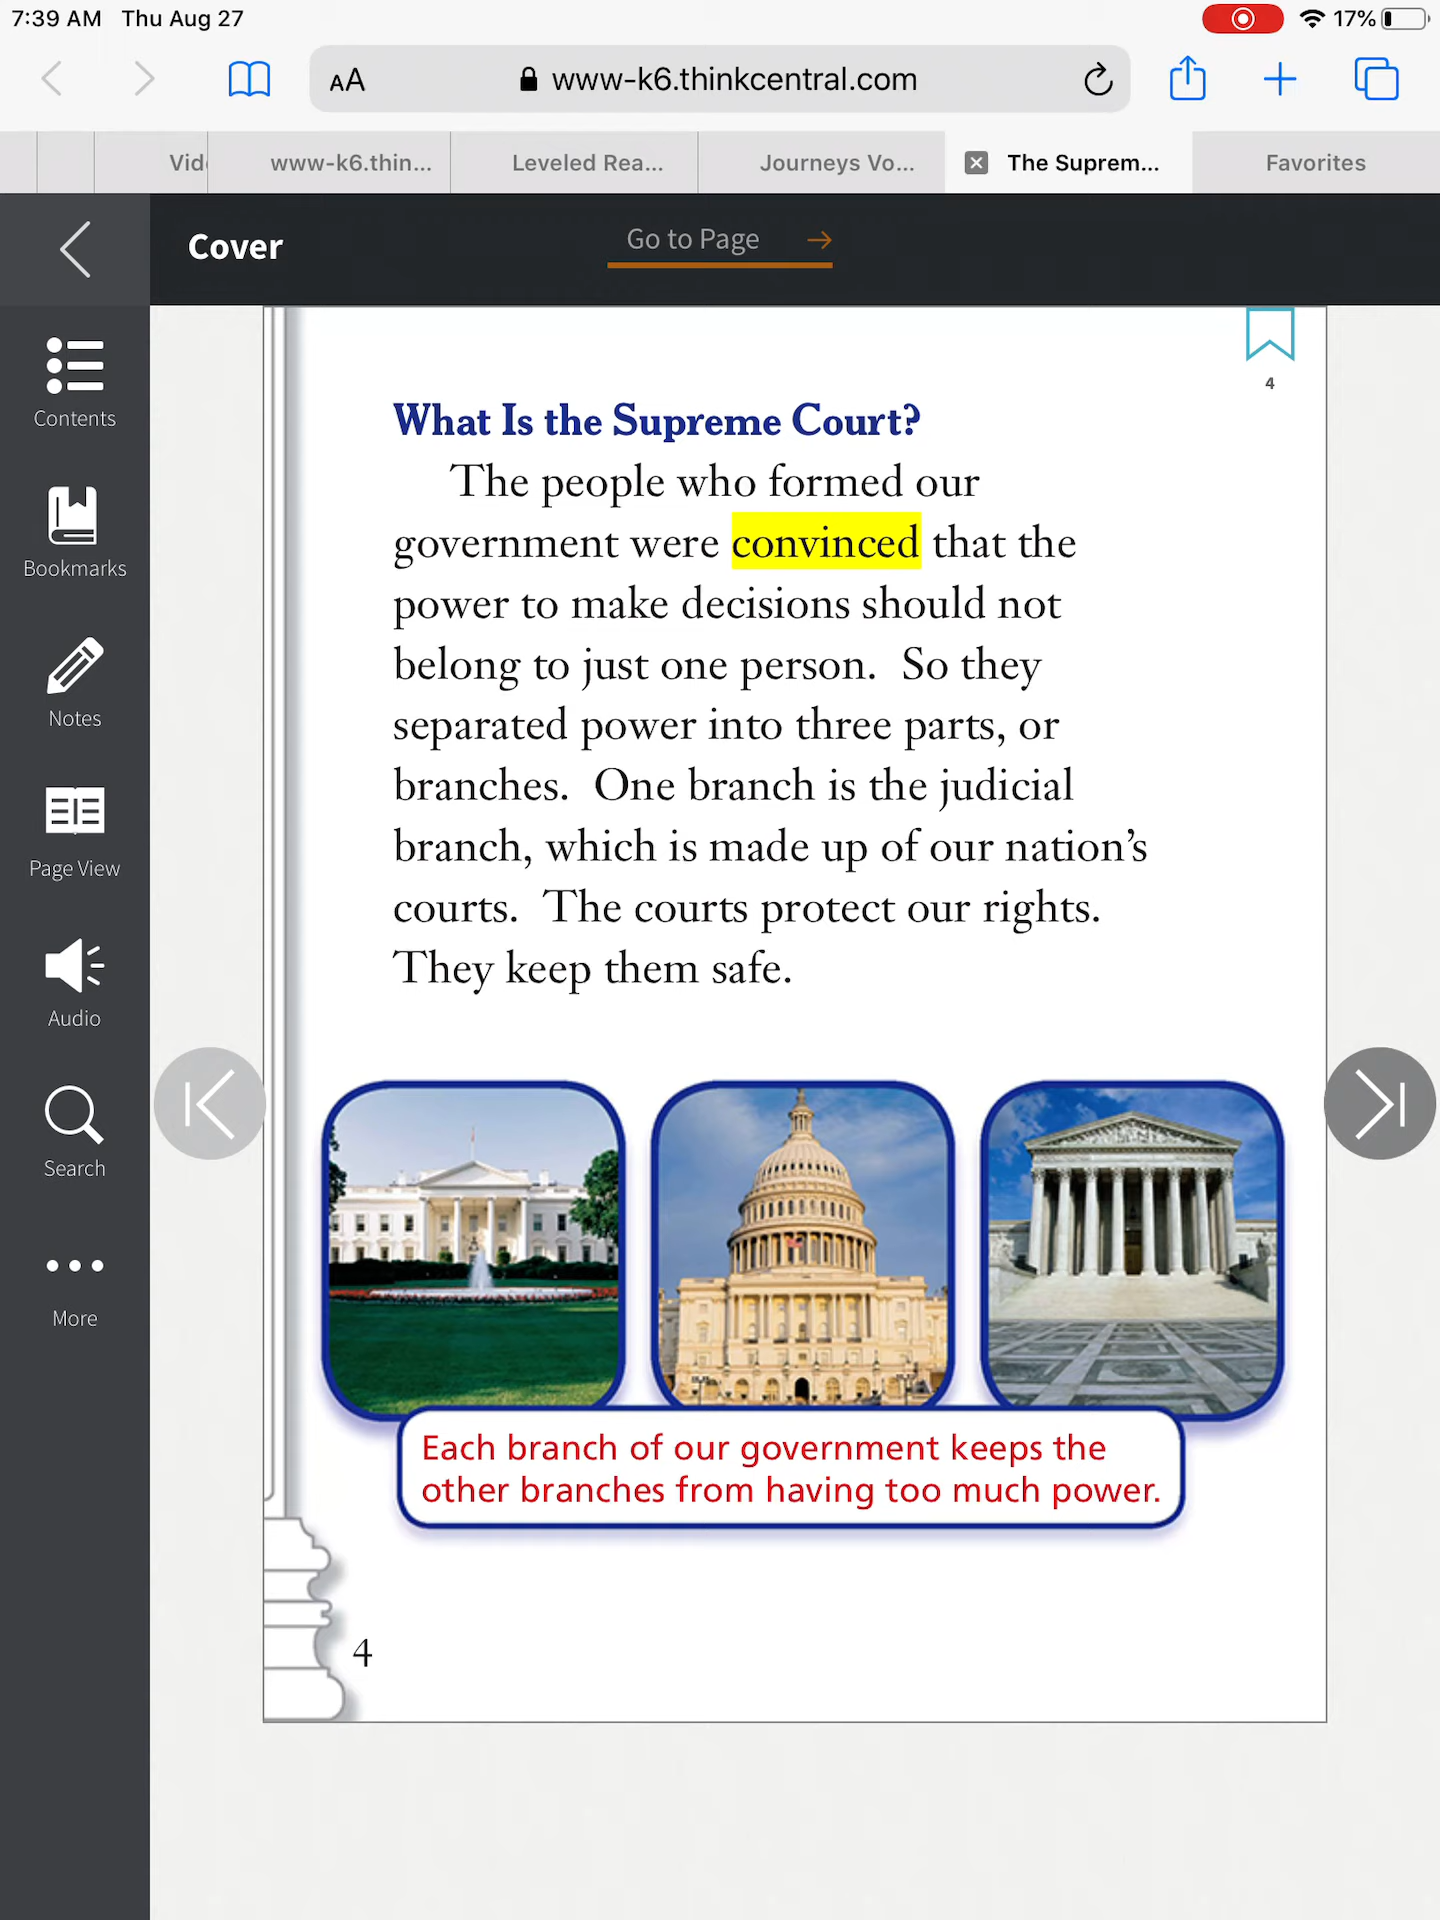 7:39 AM Thu Aug 27
17%
AA
www-k6.thinkcentral.com
Vid
www-k6.thin...
Leveled Rea...
Journeys Vo...
The Suprem...
Favorites
Cover
Go to Page
Contents
Bookmarks
Notes
Page View
Audio
Search
More
4
What Is the Supreme Court?
The people who formed our
government were convinced that the
power to make decisions should not
belong to just one person. So they
separated power into three parts, or
branches. One branch is the judicial
branch, which is made up of our nation's
courts. The courts protect our rights.
They keep them safe.
Each branch of our government keeps the
other branches from having too much power.
4